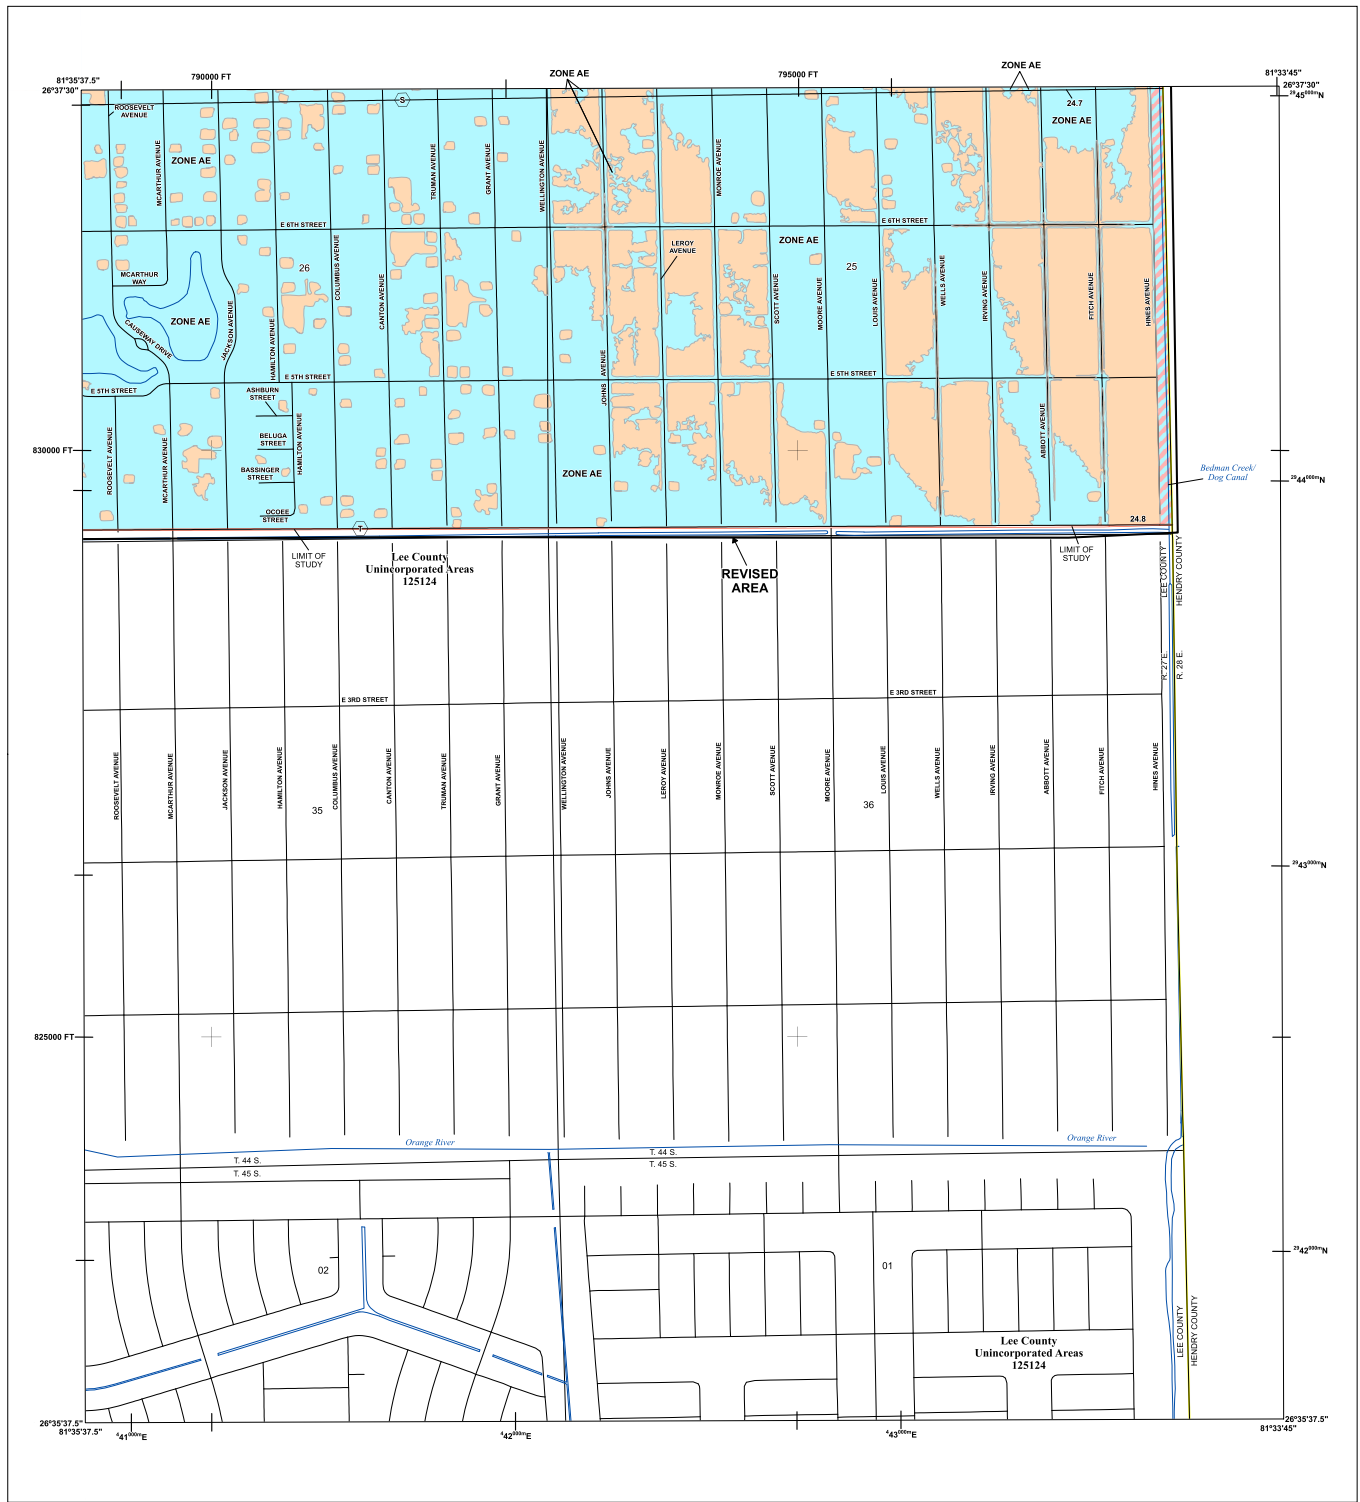 81°35'37.5"
26°37'30"
790000 FT
ZONE AE
795000 FT
ZONE AE
81°33'45"
26°37'30"
2945000mN
S
24.7
ZONE AE
ROOSEVELT
AVENUE
ZONE AE
MCARTHUR AVENUE
TRUMAN AVENUE
GRANT AVENUE
WELLINGTON AVENUE
MONROE AVENUE
E 6TH STREET
E 6TH STREET
ZONE AE
LEROY
AVENUE
26
25
MCARTHUR
WAY
COLUMBUS AVENUE
CANTON AVENUE
SCOTT AVENUE
MOORE AVENUE
LOUIS AVENUE
WELLS AVENUE
IRVING AVENUE
FITCH AVENUE
HINES AVENUE
ZONE AE
CAUSEWAY DRIVE
JACKSON AVENUE
HAMILTON AVENUE
JOHNS AVENUE
E 5TH STREET
E 5TH STREET
E 5TH STREET
ASHBURN
STREET
BELUGA
STREET
BASSINGER
STREET
OCOEE
STREET
HAMILTON AVENUE
ROOSEVELT AVENUE
MCARTHUR AVENUE
ABBOTT AVENUE
830000 FT
ZONE AE
Bedman Creek/
Dog Canal
2944000mN
24.8
T
LIMIT OF
STUDY
LIMIT OF
STUDY
Lee County
Unincorporated Areas
125124
REVISED
AREA
LEE COUNTY
HENDRY COUNTY
R. 27 E.
R. 28 E.
E 3RD STREET
E 3RD STREET
ROOSEVELT AVENUE
MCARTHUR AVENUE
JACKSON AVENUE
HAMILTON AVENUE
COLUMBUS AVENUE
CANTON AVENUE
TRUMAN AVENUE
GRANT AVENUE
WELLINGTON AVENUE
JOHNS AVENUE
LEROY AVENUE
MONROE AVENUE
SCOTT AVENUE
MOORE AVENUE
LOUIS AVENUE
WELLS AVENUE
IRVING AVENUE
ABBOTT AVENUE
FITCH AVENUE
HINES AVENUE
35
36
2943000mN
825000 FT
Orange River
Orange River
T. 44 S.
T. 45 S.
T. 44 S.
T. 45 S.
02
01
2942000mN
LEE COUNTY
HENDRY COUNTY
Lee County
Unincorporated Areas
125124
26°35'37.5"
81°35'37.5"
441000mE
442000mE
443000mE
26°35'37.5"
81°33'45"